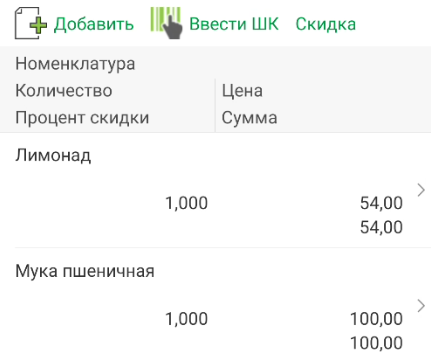 Добавить Ввести ШК Скидка
Номенклатура
Количество Цена
Процент скидки Сумма
Лимонад
1,000 54,00
54,00
Мука пшеничная
1,000 100,00
100,00